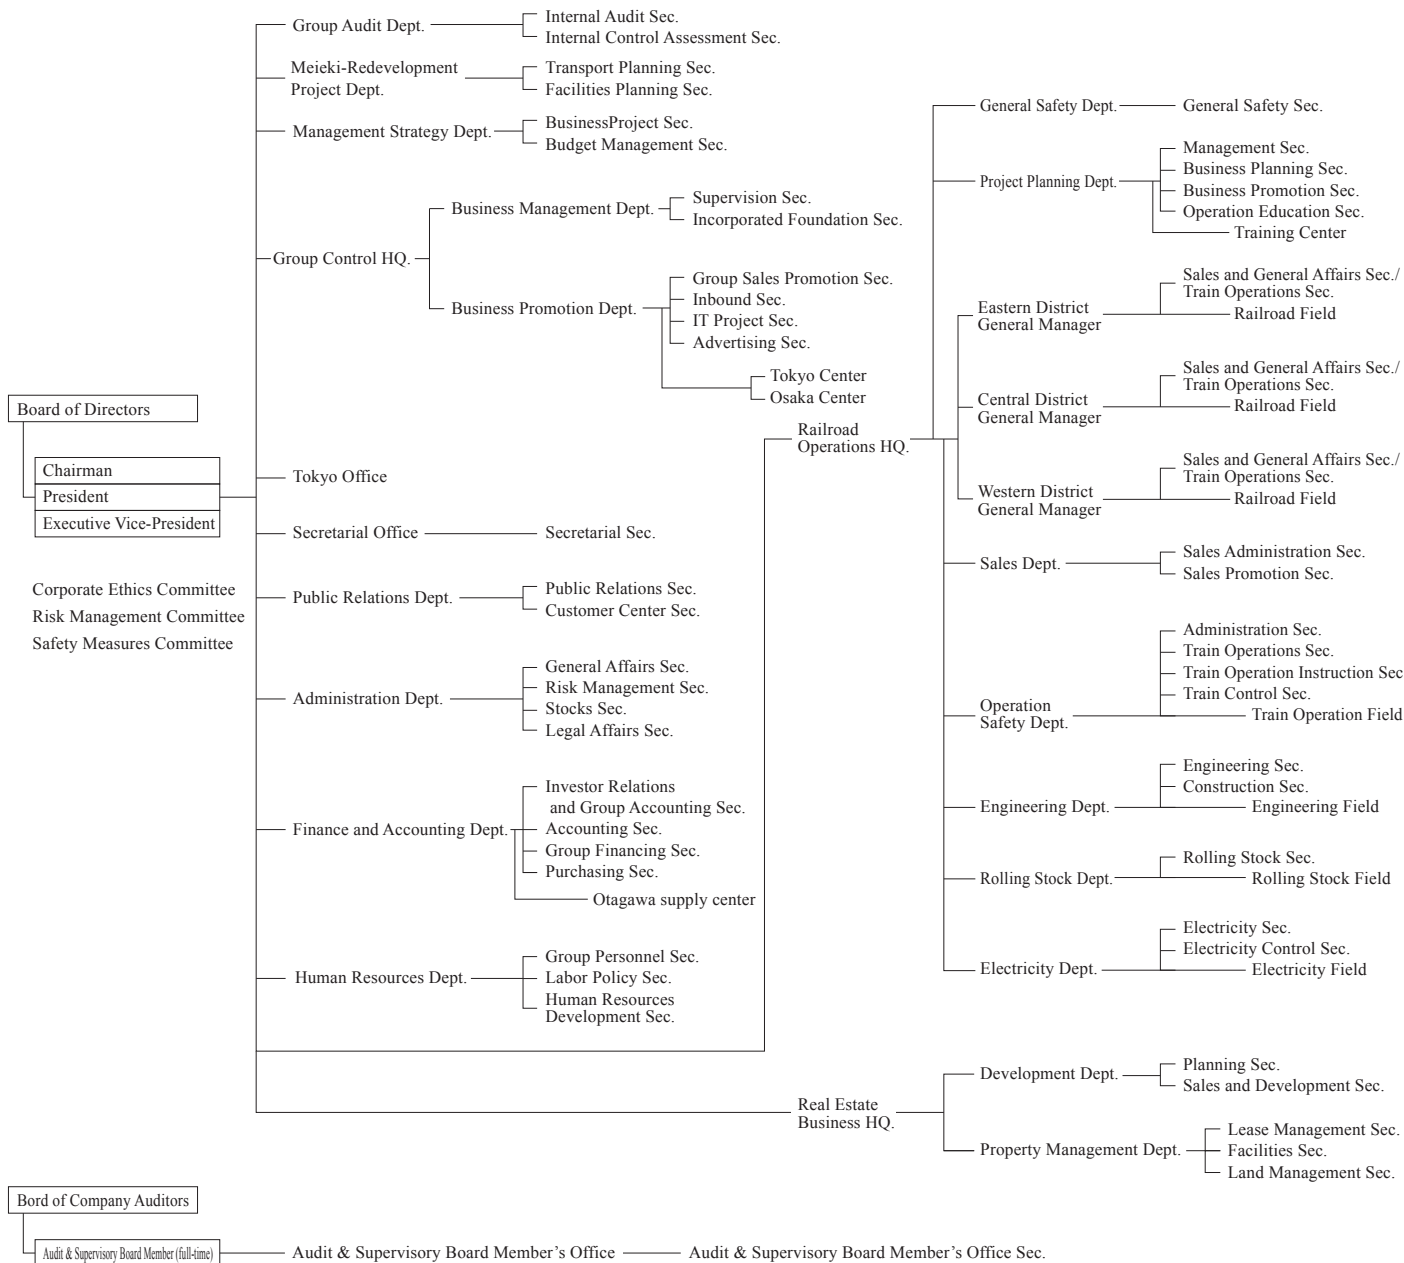 Group Audit Dept.
Internal Audit Sec.
Internal Control Assessment Sec.
Meieki-Redevelopment
Project Dept.
Transport Planning Sec.
Facilities Planning Sec.
Management Strategy Dept.
BusinessProject Sec.
Budget Management Sec.
Group Control HQ.
Business Management Dept.
Supervision Sec.
Incorporated Foundation Sec.
Business Promotion Dept.
Group Sales Promotion Sec.
Inbound Sec.
IT Project Sec.
Advertising Sec.
Tokyo Center
Osaka Center
Board of Directors
Chairman
President
Executive Vice-President
Corporate Ethics Committee
Risk Management Committee
Safety Measures Committee
Tokyo Office
Secretarial Office
Secretarial Sec.
Public Relations Dept.
Public Relations Sec.
Customer Center Sec.
Administration Dept.
General Affairs Sec.
Risk Management Sec.
Stocks Sec.
Legal Affairs Sec.
Finance and Accounting Dept.
Investor Relations
and Group Accounting Sec.
Accounting Sec.
Group Financing Sec.
Purchasing Sec.
Otagawa supply center
Human Resources Dept.
Group Personnel Sec.
Labor Policy Sec.
Human Resources
Development Sec.
Railroad
Operations HQ.
General Safety Dept.
General Safety Sec.
Project Planning Dept.
Management Sec.
Business Planning Sec.
Business Promotion Sec.
Operation Education Sec.
Training Center
Eastern District
General Manager
Sales and General Affairs Sec./
Train Operations Sec.
Railroad Field
Central District
General Manager
Sales and General Affairs Sec./
Train Operations Sec.
Railroad Field
Western District
General Manager
Sales and General Affairs Sec./
Train Operations Sec.
Railroad Field
Sales Dept.
Sales Administration Sec.
Sales Promotion Sec.
Operation
Safety Dept.
Administration Sec.
Train Operations Sec.
Train Operation Instruction Sec
Train Control Sec.
Train Operation Field
Engineering Dept.
Engineering Sec.
Construction Sec.
Engineering Field
Rolling Stock Dept.
Rolling Stock Sec.
Rolling Stock Field
Electricity Dept.
Electricity Sec.
Electricity Control Sec.
Electricity Field
Real Estate
Business HQ.
Development Dept.
Planning Sec.
Sales and Development Sec.
Property Management Dept.
Lease Management Sec.
Facilities Sec.
Land Management Sec.
Bord of Company Auditors
Audit & Supervisory Board Member (full-time)
Audit & Supervisory Board Member’s Office
Audit & Supervisory Board Member’s Office Sec.